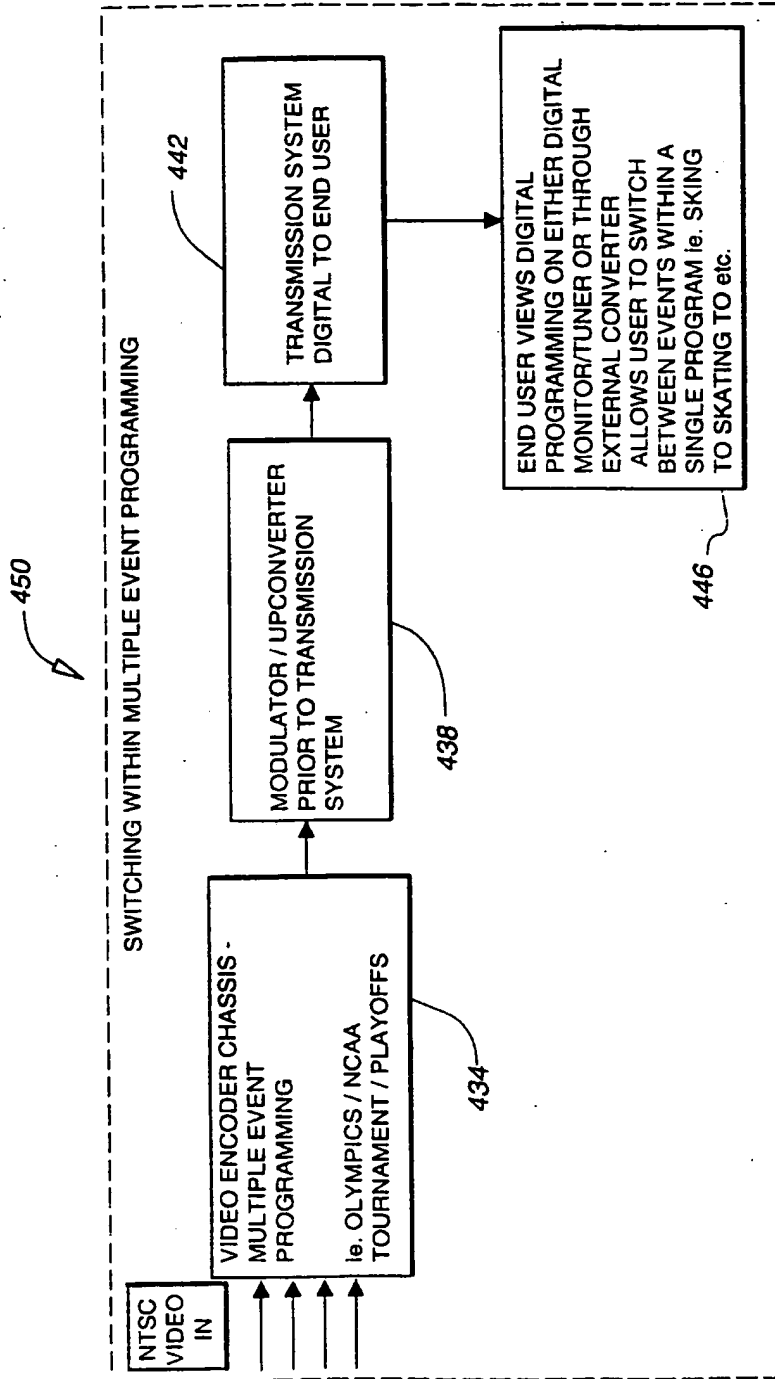 450
SWITCHING WITHIN MULTIPLE EVENT PROGRAMMING
NTSC
VIDEO
IN
VIDEO ENCODER CHASSIS -
MULTIPLE EVENT
PROGRAMMING
Ie. OLYMPICS / NCAA
TOURNAMENT / PLAYOFFS
434
MODULATOR / UPCONVERTER
PRIOR TO TRANSMISSION
SYSTEM
438
442
TRANSMISSION SYSTEM
DIGITAL TO END USER
END USER VIEWS DIGITAL
PROGRAMMING ON EITHER DIGITAL
MONITOR/TUNER OR THROUGH
EXTERNAL CONVERTER
ALLOWS USER TO SWITCH
BETWEEN EVENTS WITHIN A
SINGLE PROGRAM ie. SKING
TO SKATING TO etc.
446